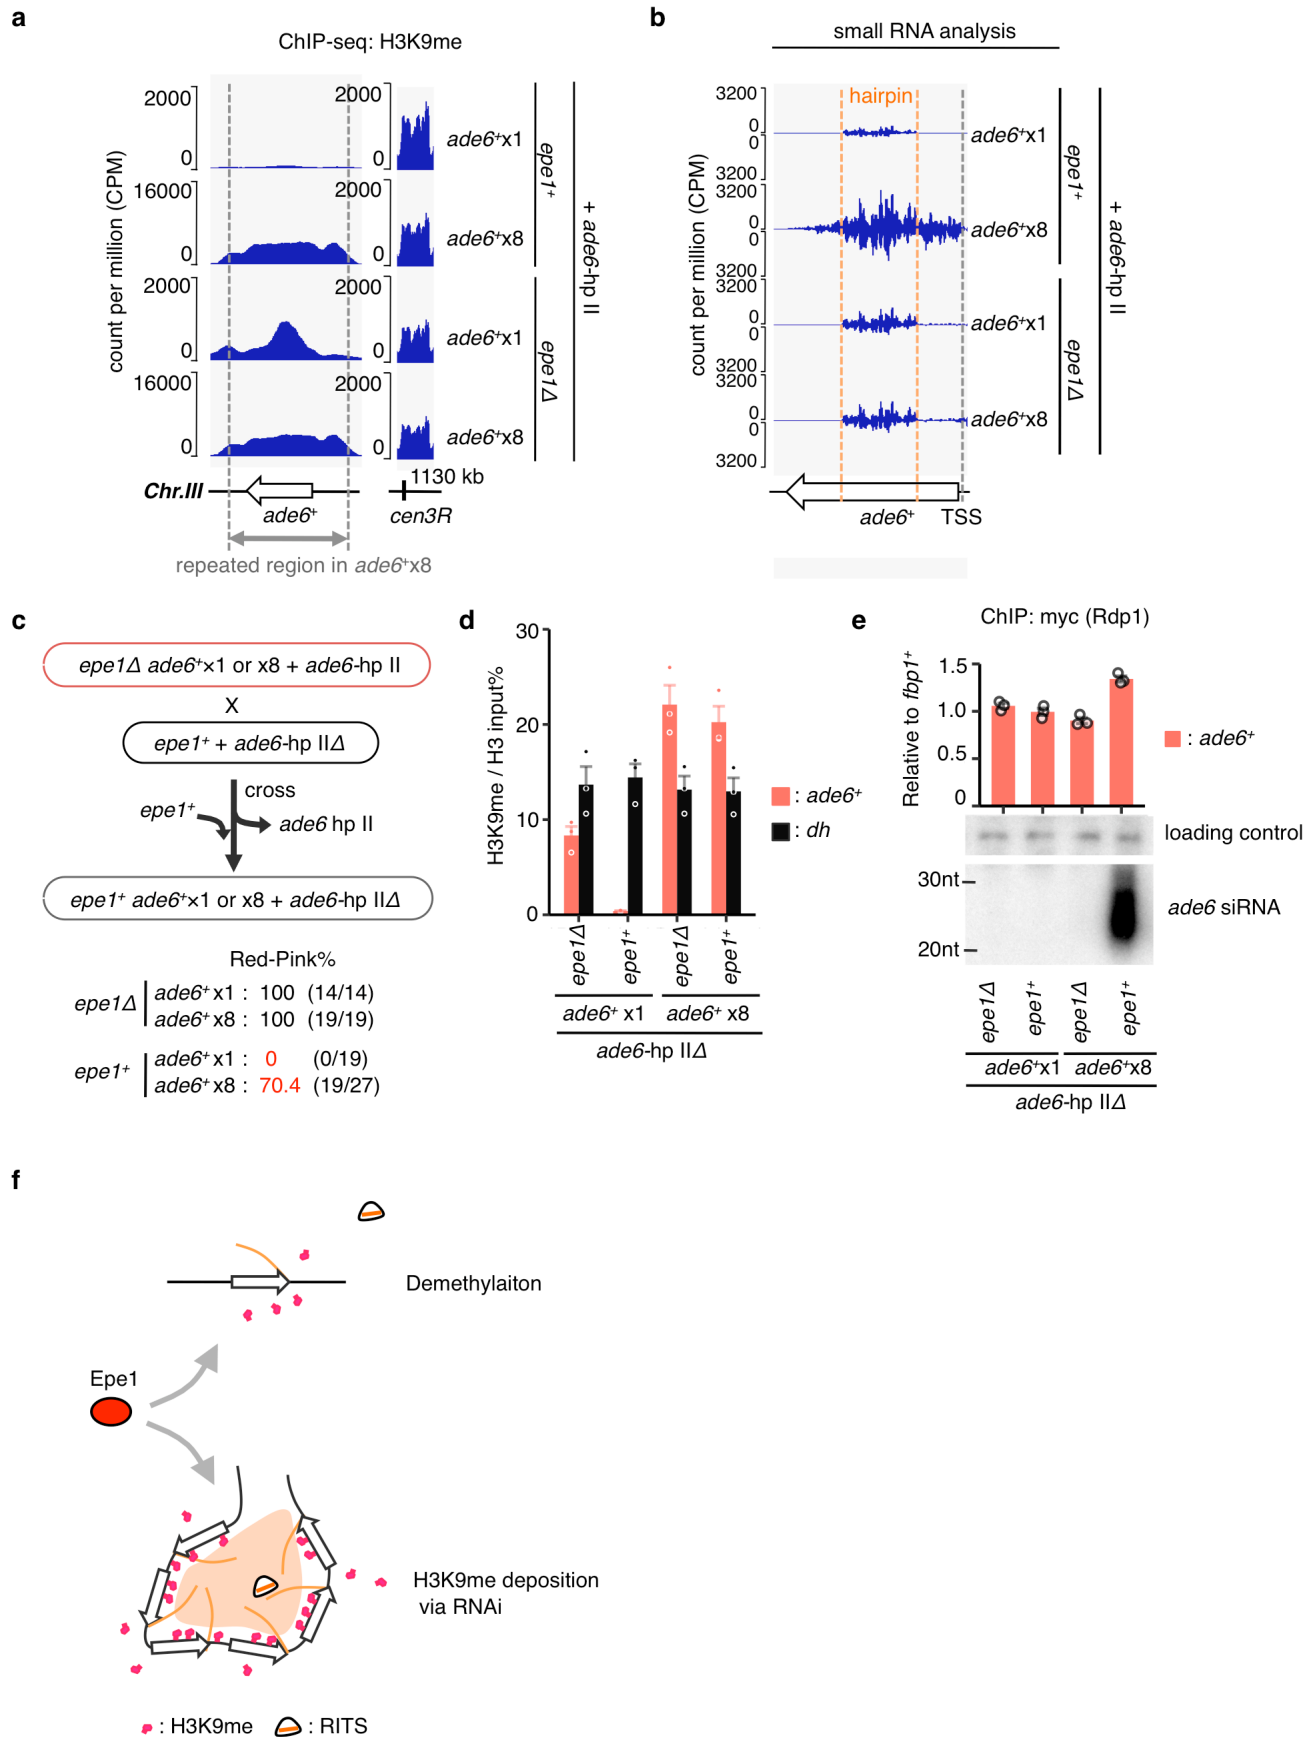 a
ChIP-seq: H3K9me
count per million (CPM)
2000
0
2000
0
ade6+x1
16000
0
2000
0
ade6+x8
epe1+
2000
0
2000
0
ade6+x1
16000
0
2000
0
ade6+x8
epe1Δ
+ ade6-hp II
Chr.III
ade6+
1130 kb
cen3R
repeated region in ade6+x8
b
small RNA analysis
count per million (CPM)
hairpin
3200
0
0
3200
ade6+x1
3200
0
0
3200
ade6+x8
epe1+
3200
0
0
3200
ade6+x1
3200
0
0
3200
ade6+x8
epe1Δ
+ ade6-hp II
ade6+
TSS
c
epe1Δ ade6+×1 or x8 + ade6-hp II
X
epe1+ + ade6-hp IIΔ
cross
epe1+
ade6 hp II
epe1+ ade6+×1 or x8 + ade6-hp IIΔ
Red-Pink%
epe1Δ
ade6+ x1 : 100 (14/14)
ade6+ x8 : 100 (19/19)
epe1+
ade6+ x1 : 0 (0/19)
ade6+ x8 : 70.4 (19/27)
d
H3K9me / H3 input%
30
20
10
0
: ade6+
: dh
epe1Δ
epe1+
epe1Δ
epe1+
ade6+ x1
ade6+ x8
ade6-hp IIΔ
e
ChIP: myc (Rdp1)
Relative to fbp1+
1.5
1.0
0.5
0
: ade6+
loading control
30nt
20nt
ade6 siRNA
epe1Δ
epe1+
epe1Δ
epe1+
ade6+x1
ade6+x8
ade6-hp IIΔ
f
Demethylaiton
Epe1
H3K9me deposition
via RNAi
: H3K9me
: RITS